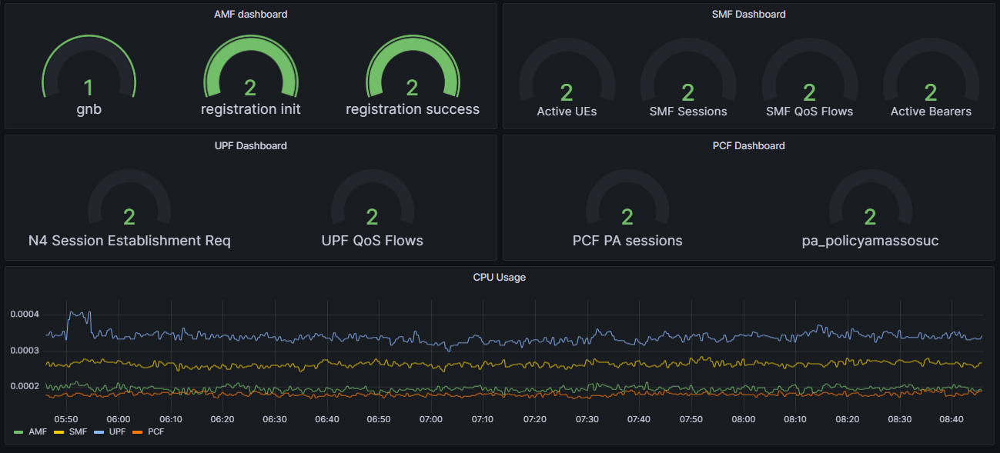 AMF dashboard
1
gnb
2
registration init
2
registration success
SMF Dashboard
2
Active UEs
2
SMF Sessions
2
SMF QoS Flows
2
Active Bearers
UPF Dashboard
2
N4 Session Establishment Req
2
UPF QoS Flows
PCF Dashboard
2
PCF PA sessions
2
pa_policyamassosuc
CPU Usage
0.0004
0.0003
0.0002
05:50 06:00 06:10 06:20 06:30 06:40 06:50 07:00 07:10 07:20 07:30 07:40 07:50 08:00 08:10 08:20 08:30 08:40
AMF SMF UPF PCF